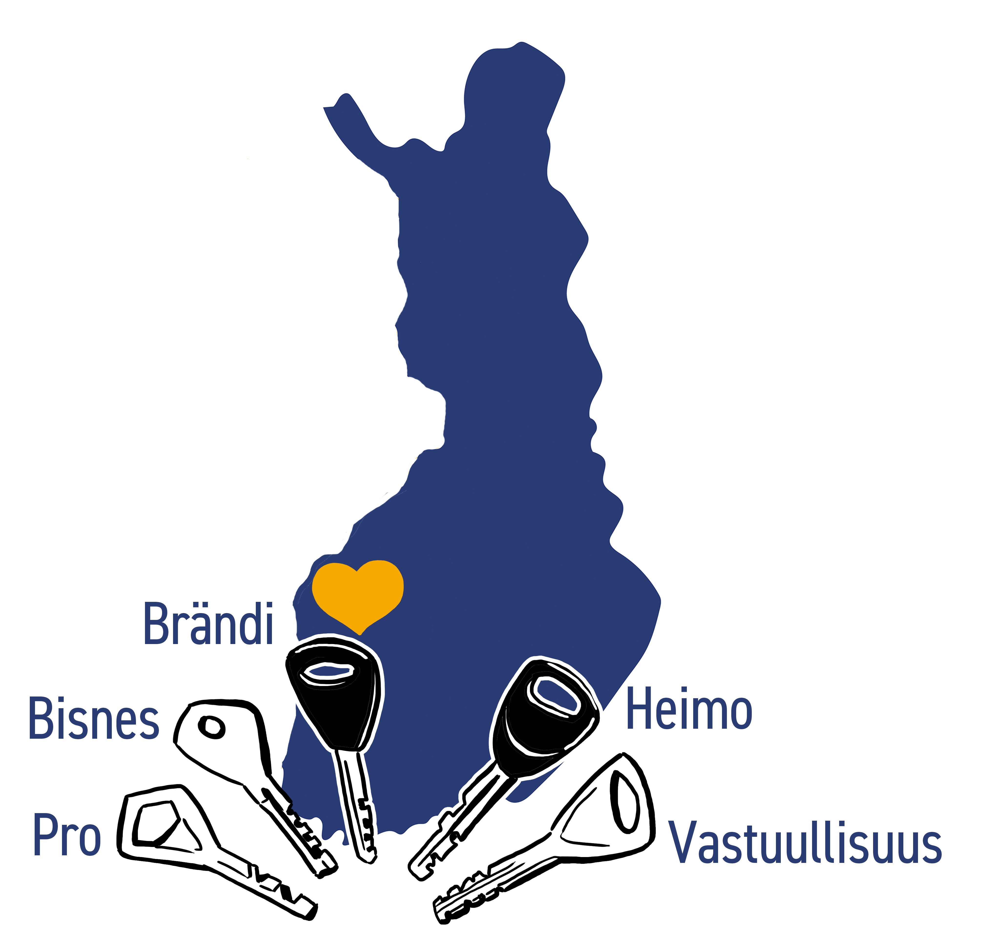 Brändi
Bisnes
Heimo
Pro
Vastuullisuus